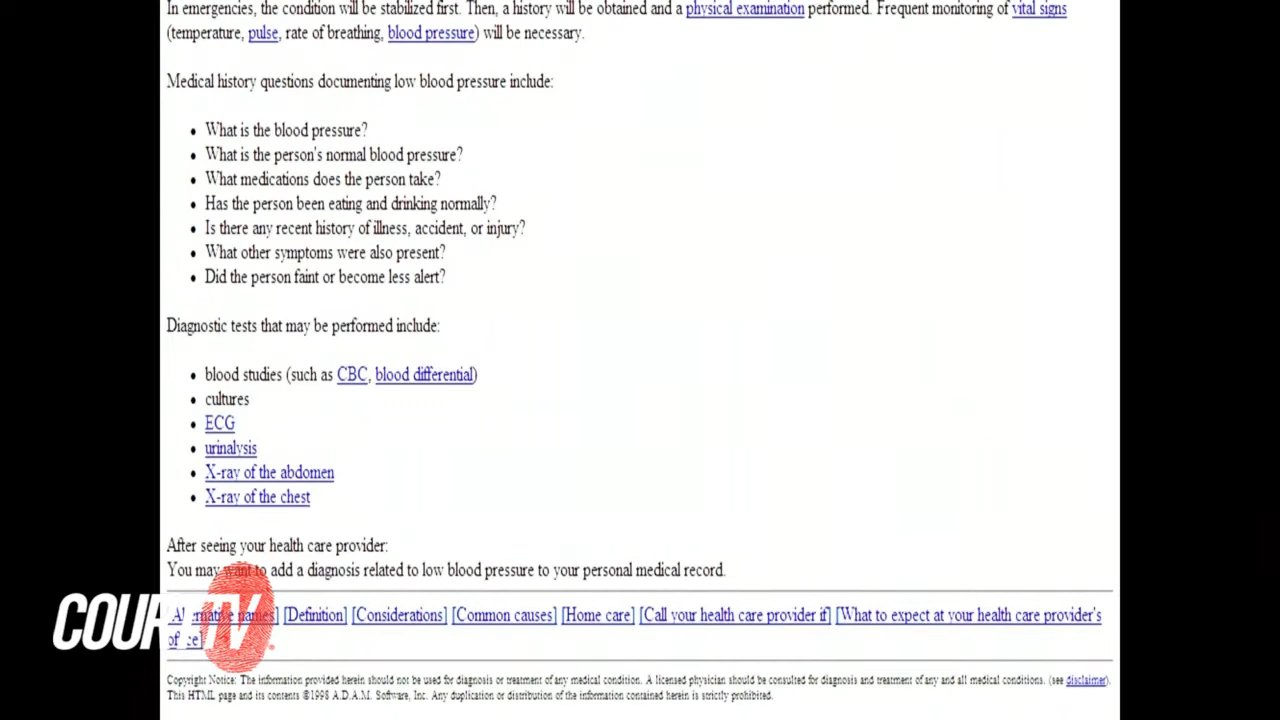 In emergencies, the condition will be stabilized first. Then, a history will be obtained and a physical examination performed. Frequent monitoring of vital signs
(temperature, pulse, rate of breathing, blood pressure) will be necessary.
Medical history questions documenting low blood pressure include:
• What is the blood pressure?
• What is the person's normal blood pressure?
• What medications does the person take?
• Has the person been eating and drinking normally?
• Is there any recent history of illness, accident, or injury?
• What other symptoms were also present?
• Did the person faint or become less alert?
Diagnostic tests that may be performed include:
• blood studies (such as CBC, blood differential)
• cultures
• ECG
• urinalysis
• X-ray of the abdomen
• X-ray of the chest
After seeing your health care provider:
You may want to add a diagnosis related to low blood pressure to your personal medical record.
[Alternative names] [Definition] [Considerations] [Common causes] [Home care] [Call your health care provider if] [What to expect at your health care provider's
office]
COURT TV
Copyright Notice: The information provided herein should not be used for diagnosis or treatment of any medical condition. A licensed physician should be consulted for diagnosis and treatment of any and all medical conditions. (see disclaimer).
This HTML page and its contents ©1998 A.D.A.M. Software, Inc. Any duplication or distribution of the information contained herein is strictly prohibited.